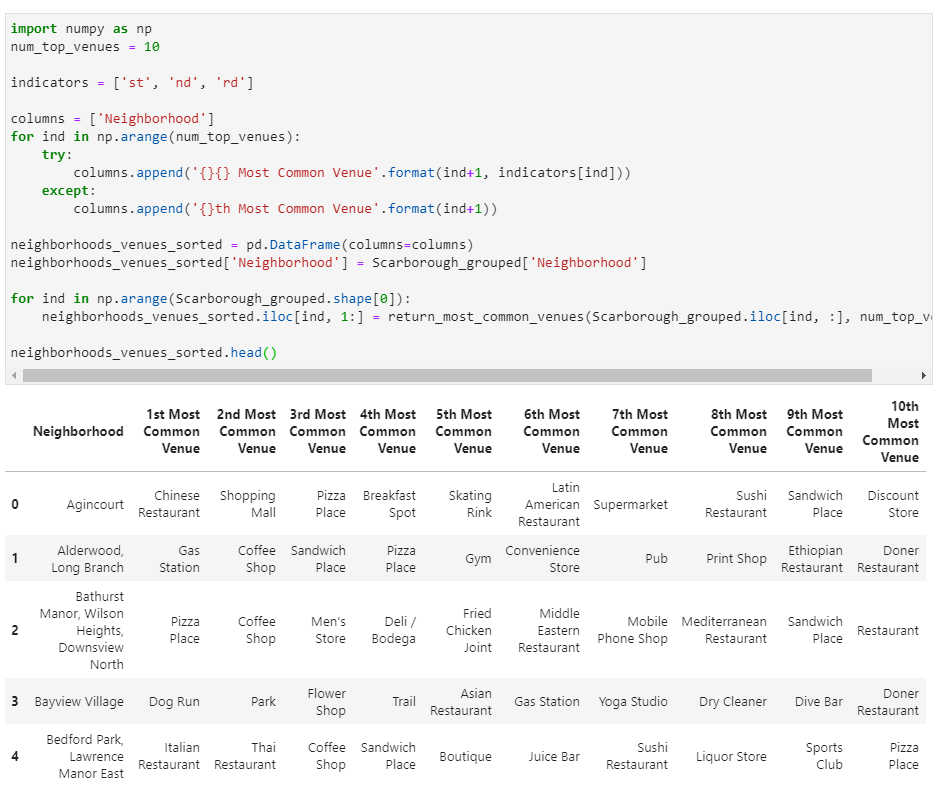 import numpy as np
num_top_venues = 10

indicators = ['st', 'nd', 'rd']

columns = ['Neighborhood']
for ind in np.arange(num_top_venues):
    try:
        columns.append('{}{} Most Common Venue'.format(ind+1, indicators[ind]))
    except:
        columns.append('{}th Most Common Venue'.format(ind+1))

neighborhoods_venues_sorted = pd.DataFrame(columns=columns)
neighborhoods_venues_sorted['Neighborhood'] = Scarborough_grouped['Neighborhood']

for ind in np.arange(Scarborough_grouped.shape[0]):
    neighborhoods_venues_sorted.iloc[ind, 1:] = return_most_common_venues(Scarborough_grouped.iloc[ind, :], num_top_v

neighborhoods_venues_sorted.head()
Neighborhood 1st Most Common Venue 2nd Most Common Venue 3rd Most Common Venue 4th Most Common Venue 5th Most Common Venue 6th Most Common Venue 7th Most Common Venue 8th Most Common Venue 9th Most Common Venue 10th Most Common Venue
0 Agincourt Chinese Restaurant Shopping Mall Pizza Place Breakfast Spot Skating Rink Latin American Restaurant Supermarket Sushi Restaurant Sandwich Place Discount Store
1 Alderwood, Long Branch Gas Station Coffee Shop Sandwich Place Pizza Place Gym Convenience Store Pub Print Shop Ethiopian Restaurant Doner Restaurant
2 Bathurst Manor, Wilson Heights, Downsview North Pizza Place Coffee Shop Men's Store Deli / Bodega Fried Chicken Joint Middle Eastern Restaurant Mobile Phone Shop Mediterranean Restaurant Sandwich Place Restaurant
3 Bayview Village Dog Run Park Flower Shop Trail Asian Restaurant Gas Station Yoga Studio Dry Cleaner Dive Bar Doner Restaurant
4 Bedford Park, Lawrence Manor East Italian Restaurant Thai Restaurant Coffee Shop Sandwich Place Boutique Juice Bar Sushi Restaurant Liquor Store Sports Club Pizza Place